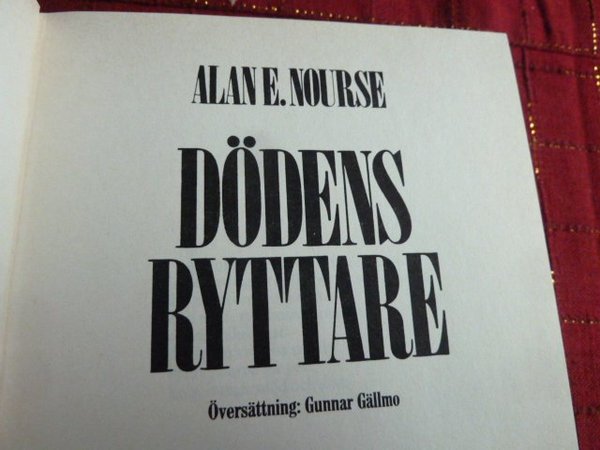 ALAN E. NOURSE
DÖDENS
RYTTARE
Översättning: Gunnar Gällmo